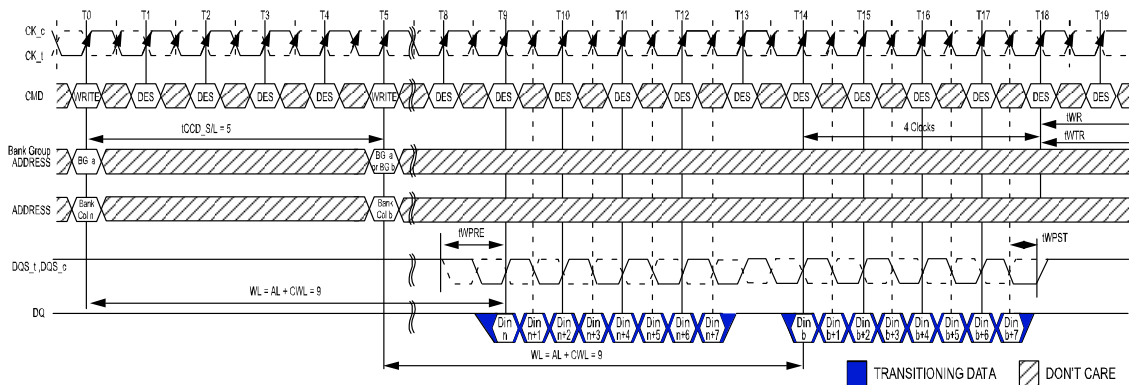 T0 T1 T2 T3 T4 T5 T8 T9 T10 T11 T12 T13 T14 T15 T16 T17 T18 T19
CK_c
CK_t
CMD WRITE DES DES DES DES WRITE DES DES DES DES DES DES DES DES DES DES DES DES
tCCD_S/L = 5
4 Clocks
tWR
tWTR
Bank Group
ADDRESS
BG a
BG a
or BG b
ADDRESS
Bank
Col n
Bank
Col b
tWPRE
tWPST
DQS_t ,DQS_c
WL = AL + CWL = 9
DQ
Din
n
Din
n+1
Din
n+2
Din
n+3
Din
n+4
Din
n+5
Din
n+6
Din
n+7
Din
b
Din
b+1
Din
b+2
Din
b+3
Din
b+4
Din
b+5
Din
b+6
Din
b+7
WL = AL + CWL = 9
TRANSITIONING DATA
DON'T CARE